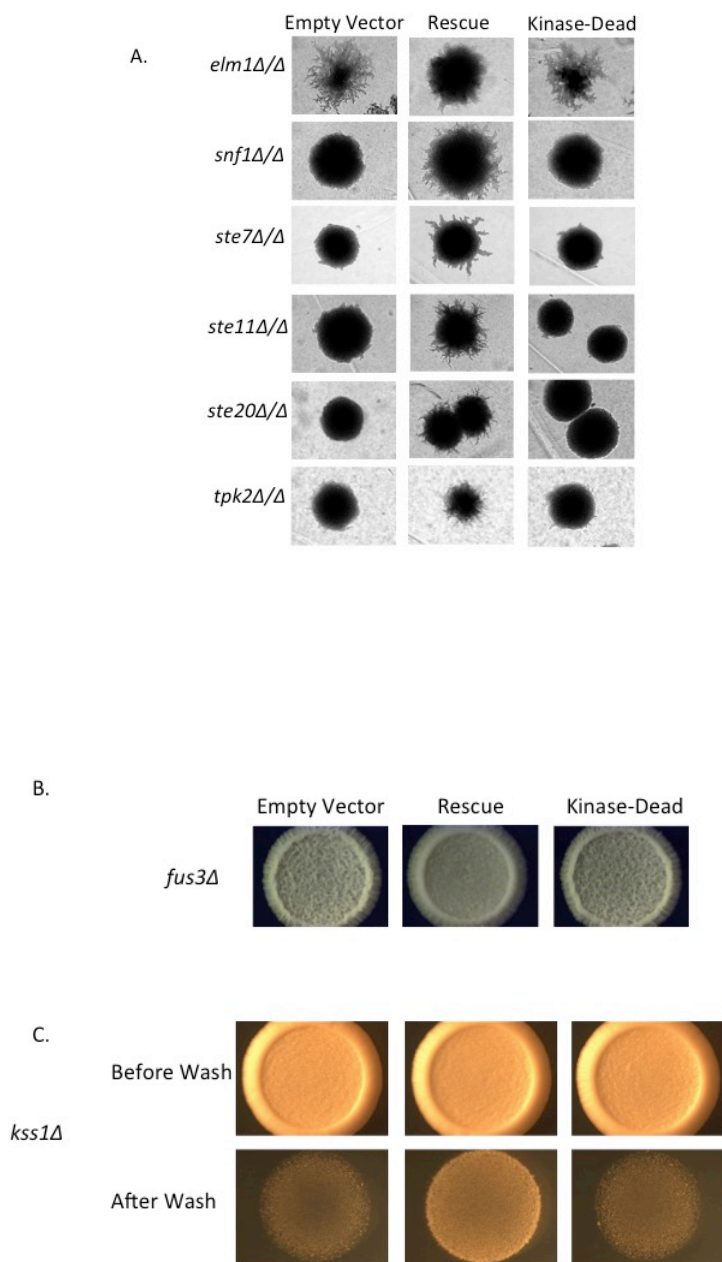 Empty Vector Rescue Kinase-Dead
A.
elm1Δ/Δ
snf1Δ/Δ
ste7Δ/Δ
ste11Δ/Δ
ste20Δ/Δ
tpk2Δ/Δ
B.
Empty Vector Rescue Kinase-Dead
fus3Δ
C.
Before Wash
kss1Δ
After Wash